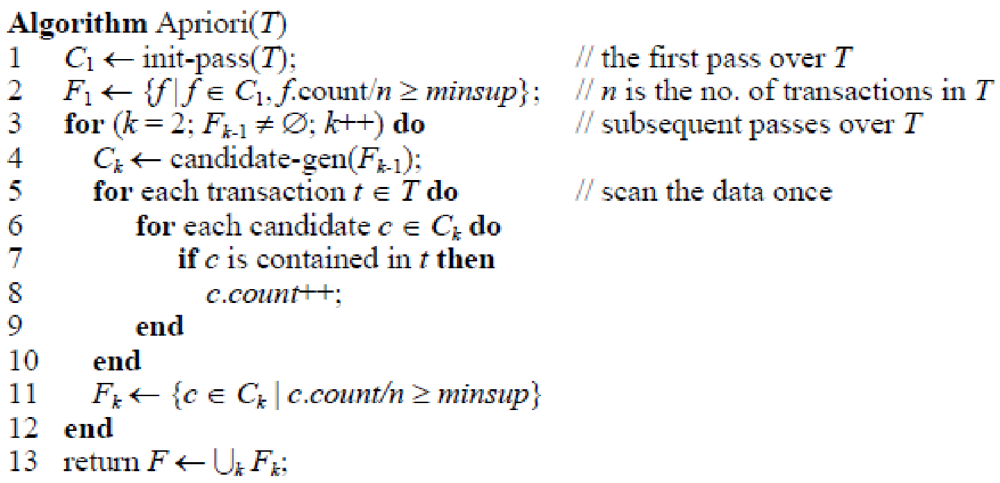 Algorithm Apriori(T)
1 C₁ ← init-pass(T); // the first pass over T
2 F₁ ← {f | f ∈ C₁, f.count/n ≥ minsup}; // n is the no. of transactions in T
3 for (k = 2; Fₖ₋₁ ≠ ∅; k++) do // subsequent passes over T
4 Cₖ ← candidate-gen(Fₖ₋₁);
5 for each transaction t ∈ T do // scan the data once
6 for each candidate c ∈ Cₖ do
7 if c is contained in t then
8 c.count++;
9 end
10 end
11 Fₖ ← {c ∈ Cₖ | c.count/n ≥ minsup}
12 end
13 return F ← ⋃ₖ Fₖ;